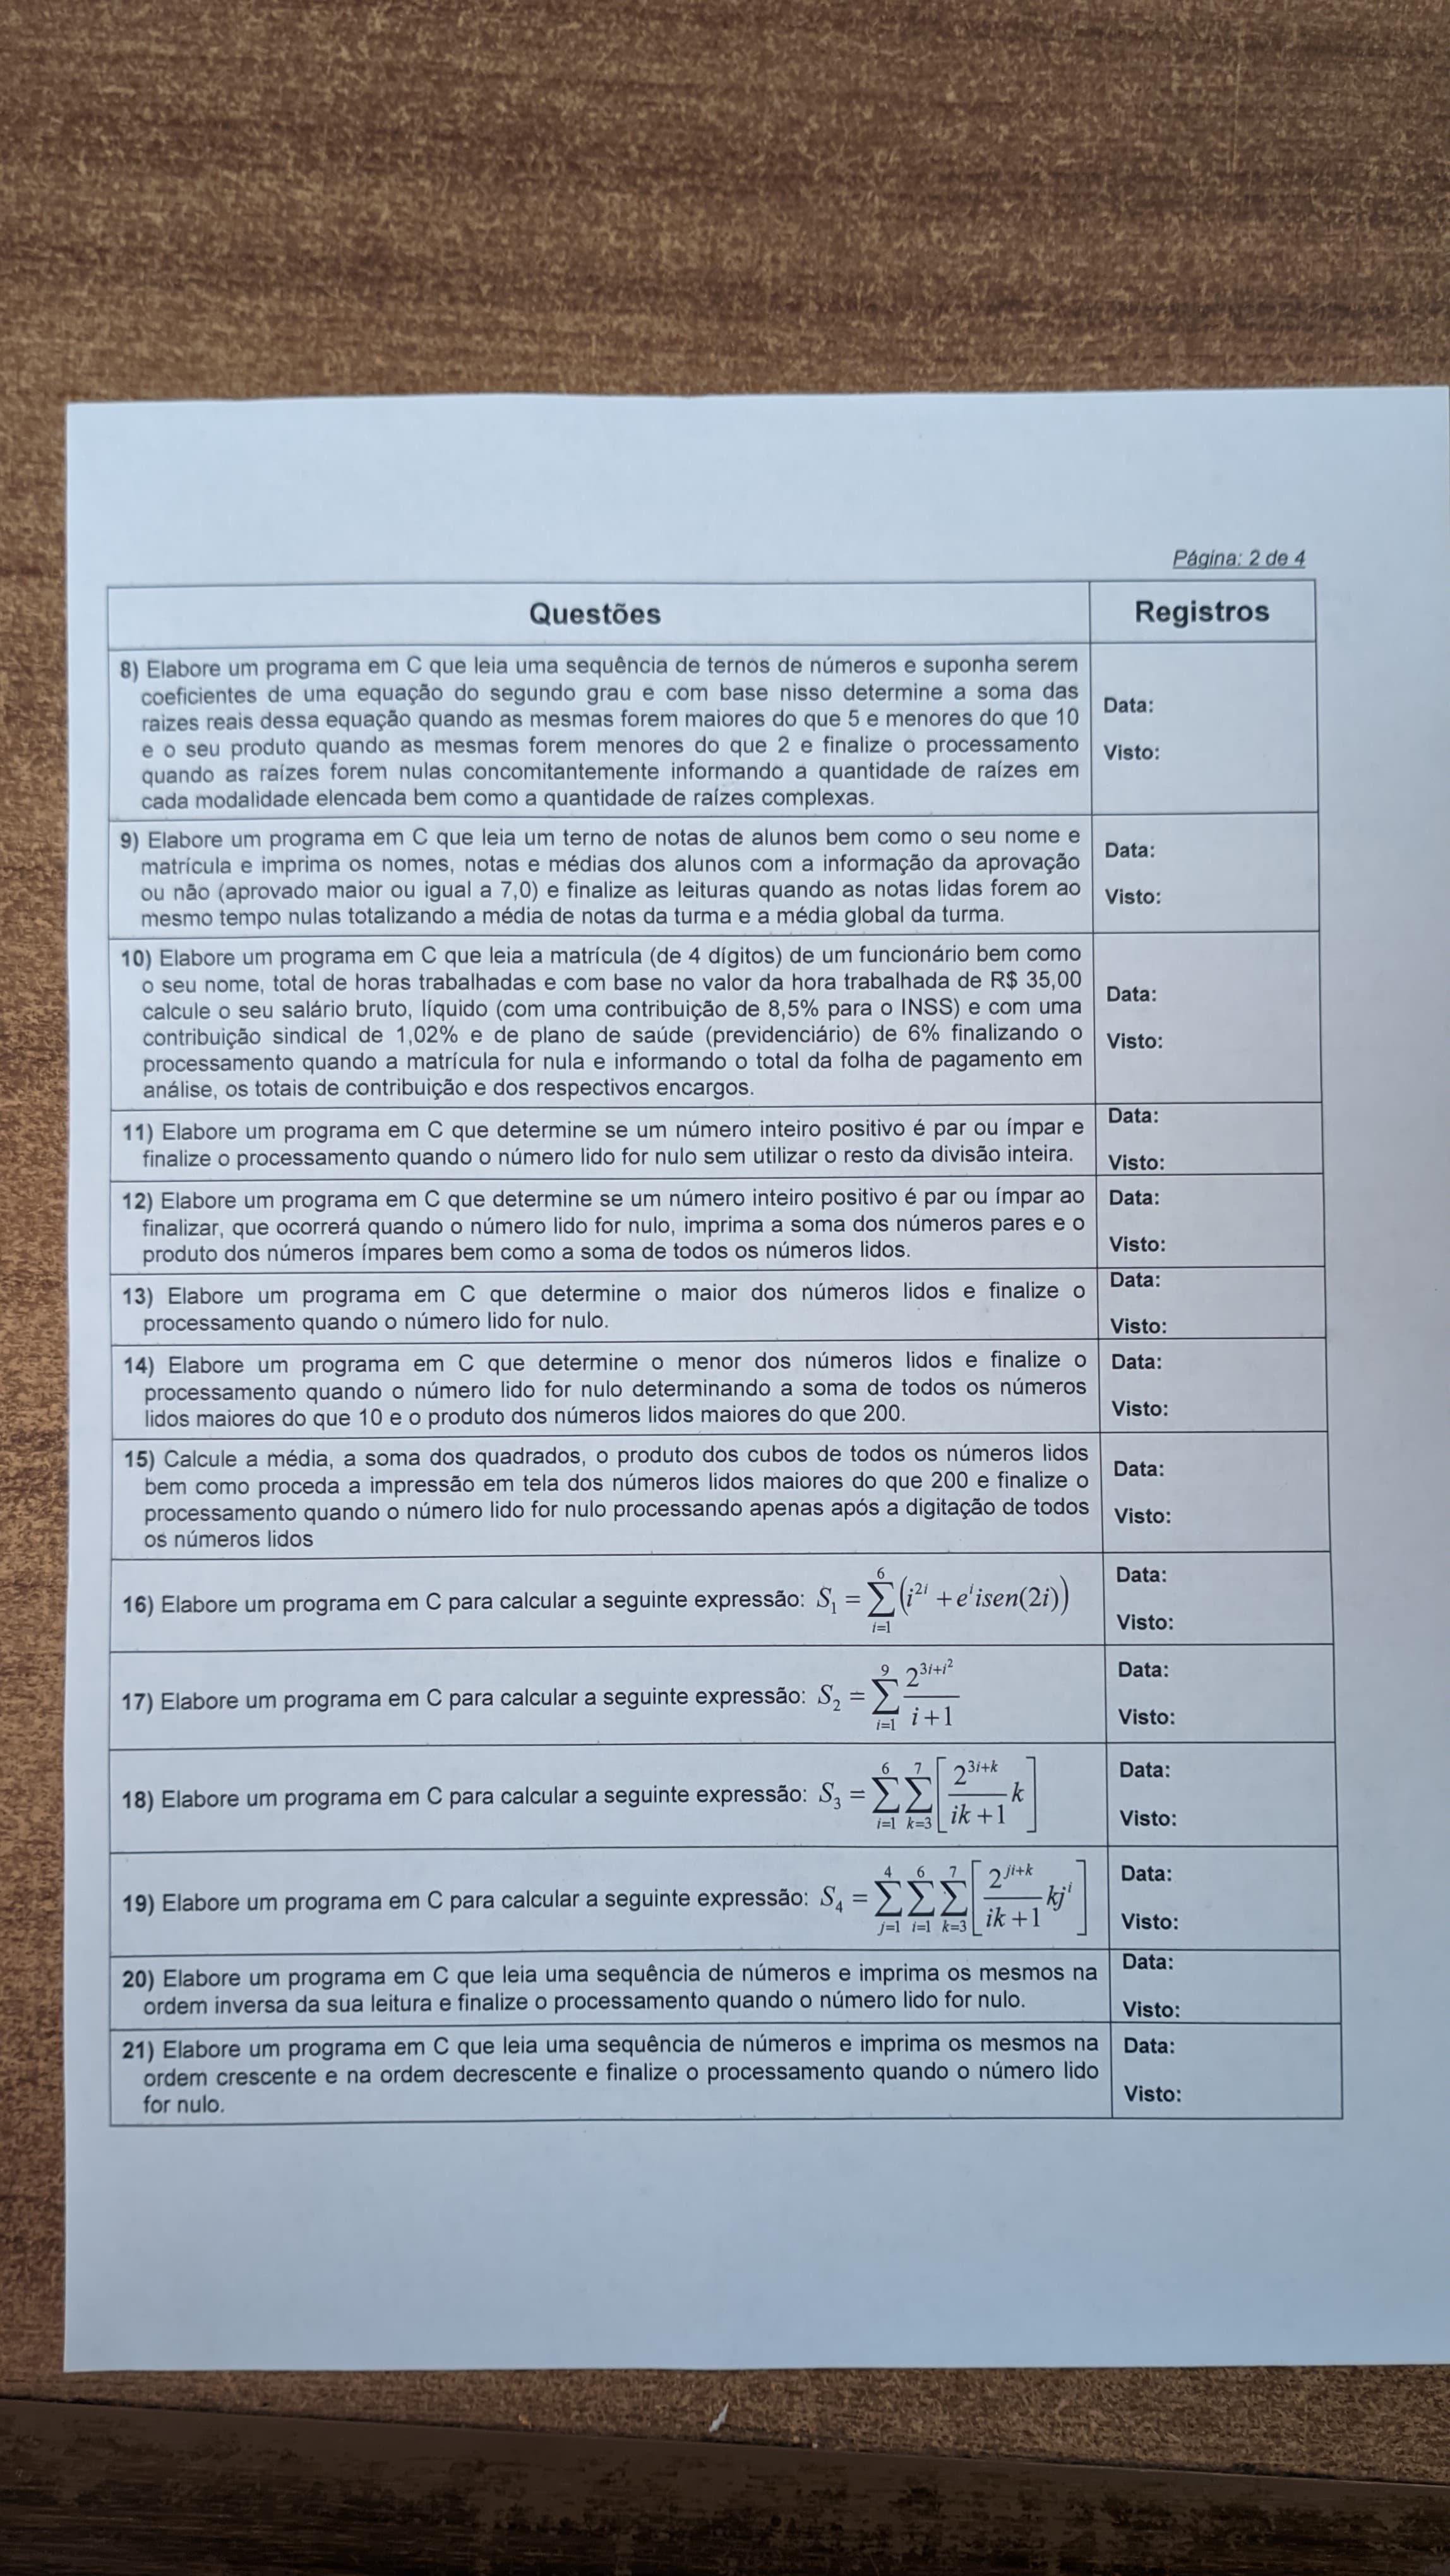 Página: 2 de 4
Questões
Registros
8) Elabore um programa em C que leia uma sequência de ternos de números e suponha serem
coeficientes de uma equação do segundo grau e com base nisso determine a soma das
raizes reais dessa equação quando as mesmas forem maiores do que 5 e menores do que 10
e o seu produto quando as mesmas forem menores do que 2 e finalize o processamento
quando as raízes forem nulas concomitantemente informando a quantidade de raízes em
cada modalidade elencada bem como a quantidade de raízes complexas.
Data:
Visto:
9) Elabore um programa em C que leia um terno de notas de alunos bem como o seu nome e
matrícula e imprima os nomes, notas e médias dos alunos com a informação da aprovação
ou não (aprovado maior ou igual a 7,0) e finalize as leituras quando as notas lidas forem ao
mesmo tempo nulas totalizando a média de notas da turma e a média global da turma.
Data:
Visto:
10) Elabore um programa em C que leia a matrícula (de 4 dígitos) de um funcionário bem como
o seu nome, total de horas trabalhadas e com base no valor da hora trabalhada de R$ 35,00
calcule o seu salário bruto, líquido (com uma contribuição de 8,5% para o INSS) e com uma
contribuição sindical de 1,02% e de plano de saúde (previdenciário) de 6% finalizando o
processamento quando a matrícula for nula e informando o total da folha de pagamento em
análise, os totais de contribuição e dos respectivos encargos.
Data:
Visto:
11) Elabore um programa em C que determine se um número inteiro positivo é par ou ímpar e
finalize o processamento quando o número lido for nulo sem utilizar o resto da divisão inteira.
Data:
Visto:
12) Elabore um programa em C que determine se um número inteiro positivo é par ou ímpar ao
finalizar, que ocorrerá quando o número lido for nulo, imprima a soma dos números pares e o
produto dos números ímpares bem como a soma de todos os números lidos.
Data:
Visto:
13) Elabore um programa em C que determine o maior dos números lidos e finalize o
processamento quando o número lido for nulo.
Data:
Visto:
14) Elabore um programa em C que determine o menor dos números lidos e finalize o
processamento quando o número lido for nulo determinando a soma de todos os números
lidos maiores do que 10 e o produto dos números lidos maiores do que 200.
Data:
Visto:
15) Calcule a média, a soma dos quadrados, o produto dos cubos de todos os números lidos
bem como proceda a impressão em tela dos números lidos maiores do que 200 e finalize o
processamento quando o número lido for nulo processando apenas após a digitação de todos
os números lidos
Data:
Visto:
16) Elabore um programa em C para calcular a seguinte expressão: $S_1 = \sum_{i=1}^{6} \left( i^{2i} + e^i isen(2i) \right)$
Data:
Visto:
17) Elabore um programa em C para calcular a seguinte expressão: $S_2 = \sum_{i=1}^{9} \frac{2^{3i+i^2}}{i+1}$
Data:
Visto:
18) Elabore um programa em C para calcular a seguinte expressão: $S_3 = \sum_{i=1}^{6} \sum_{k=3}^{7} \left[ \frac{2^{3i+k}}{ik+1} k \right]$
Data:
Visto:
19) Elabore um programa em C para calcular a seguinte expressão: $S_4 = \sum_{j=1}^{4} \sum_{i=1}^{6} \sum_{k=3}^{7} \left[ \frac{2^{ji+k}}{ik+1} kj^i \right]$
Data:
Visto:
20) Elabore um programa em C que leia uma sequência de números e imprima os mesmos na
ordem inversa da sua leitura e finalize o processamento quando o número lido for nulo.
Data:
Visto:
21) Elabore um programa em C que leia uma sequência de números e imprima os mesmos na
ordem crescente e na ordem decrescente e finalize o processamento quando o número lido
for nulo.
Data:
Visto: